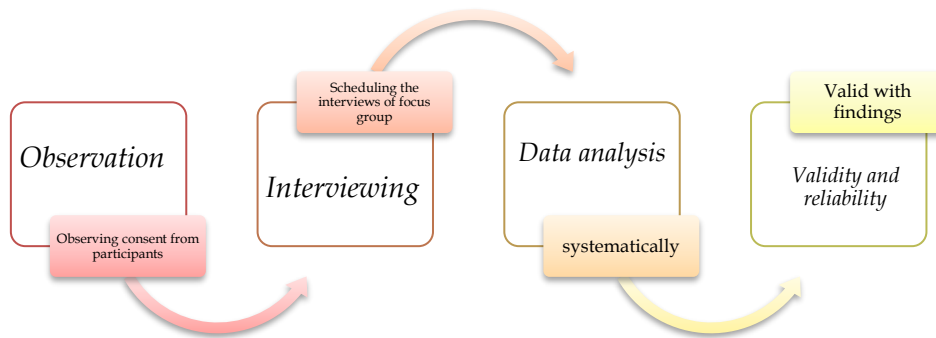 Observation
Observing consent from
participants
Scheduling the
interviews of focus
group
Interviewing
Data analysis
systematically
Valid with
findings
Validity and
reliability